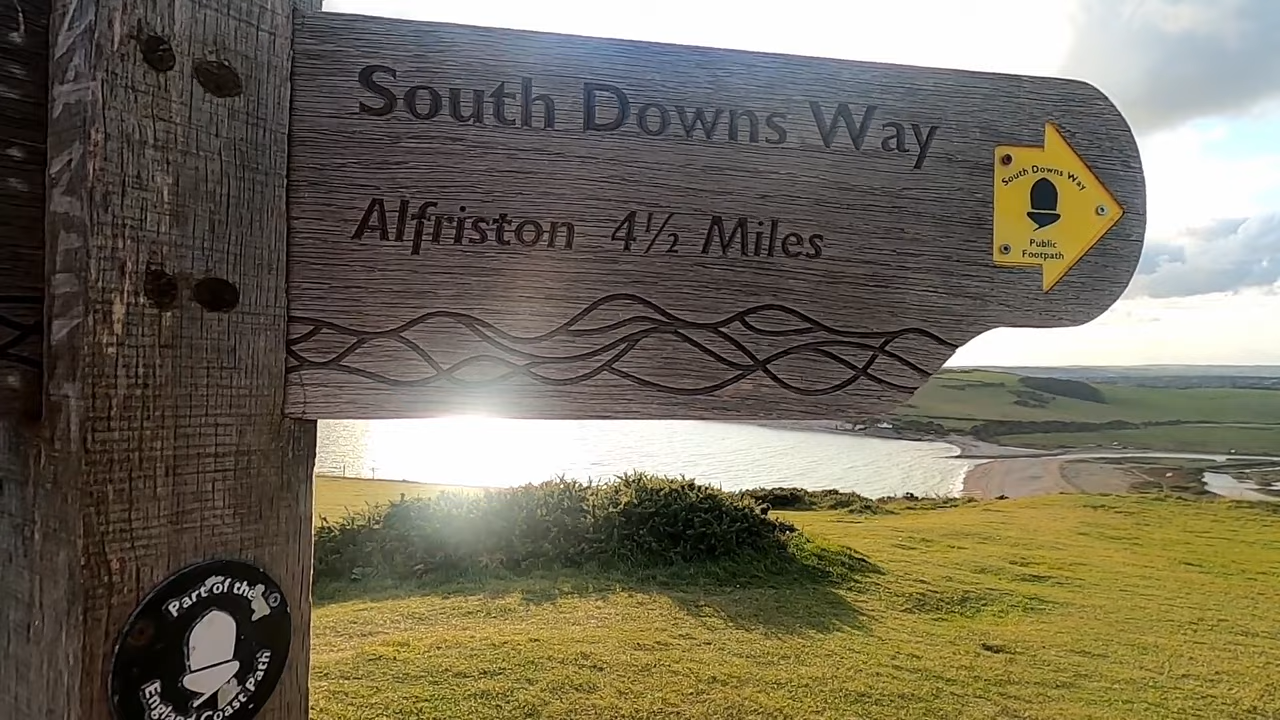 South Downs Way
Alfriston 4½ Miles
South Downs Way
Public
Footpath
Part of the
England Coast Path